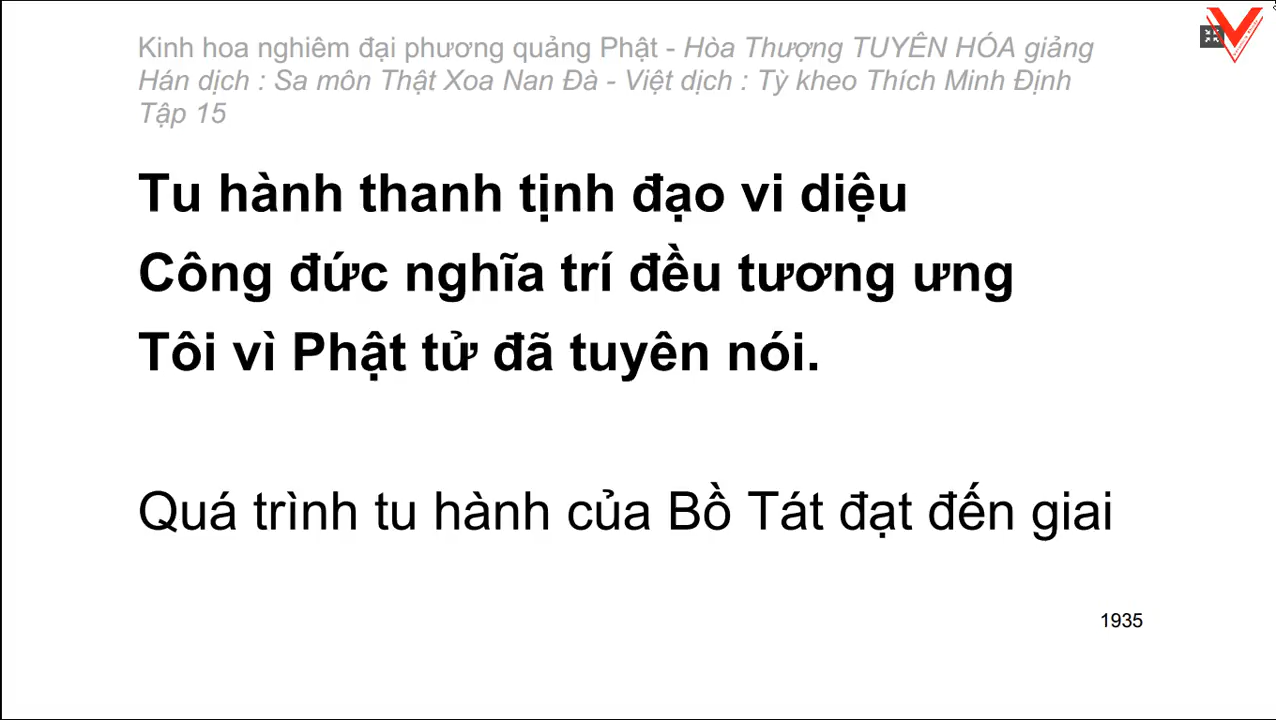 Kinh hoa nghiêm đại phương quảng Phật - Hòa Thượng TUYÊN HÓA giảng
Hán dịch : Sa môn Thật Xoa Nan Đà - Việt dịch : Tỳ kheo Thích Minh Định
Tập 15
Tu hành thanh tịnh đạo vi diệu
Công đức nghĩa trí đều tương ưng
Tôi vì Phật tử đã tuyên nói.
Quá trình tu hành của Bồ Tát đạt đến giai
1935